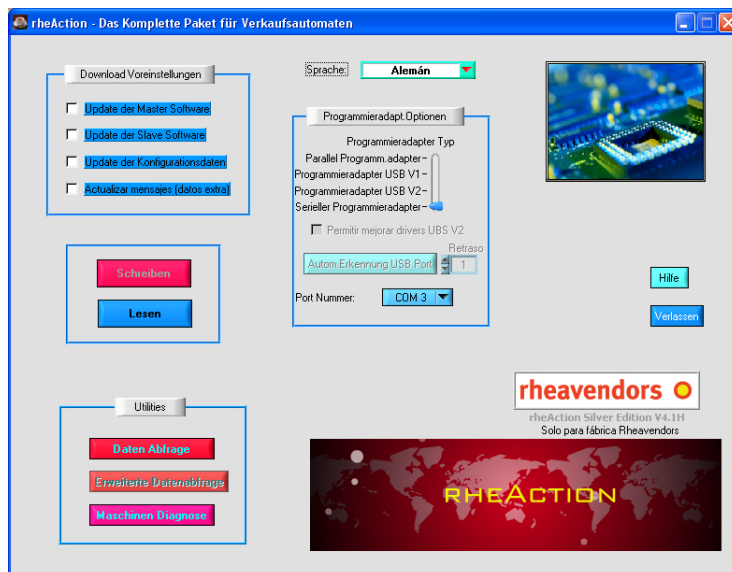 rheAction - Das Komplette Paket für Verkaufsautomaten
Download Voreinstellungen
Update der Master Software
Update der Slave Software
Update der Konfigurationsdaten
Actualizar mensajes (datos extra)
Sprache:
Alemán
Programmieradapt.Optionen
Programmieradapter Typ
Parallel Programm.adapter
Programmieradapter USB V1
Programmieradapter USB V2
Serieller Programmieradapter
Permitir mejorar drivers UBS V2
Retraso
Autom.Erkennung USB Port
1
Port Nummer:
COM 3
Schreiben
Lesen
Hilfe
Verlassen
Utilities
Daten Abfrage
Erweiterte Datenabfrage
Maschinen Diagnose
rheavendors
rheAction Silver Edition V4.1H
Solo para fábrica Rheavendors
RHEACTION